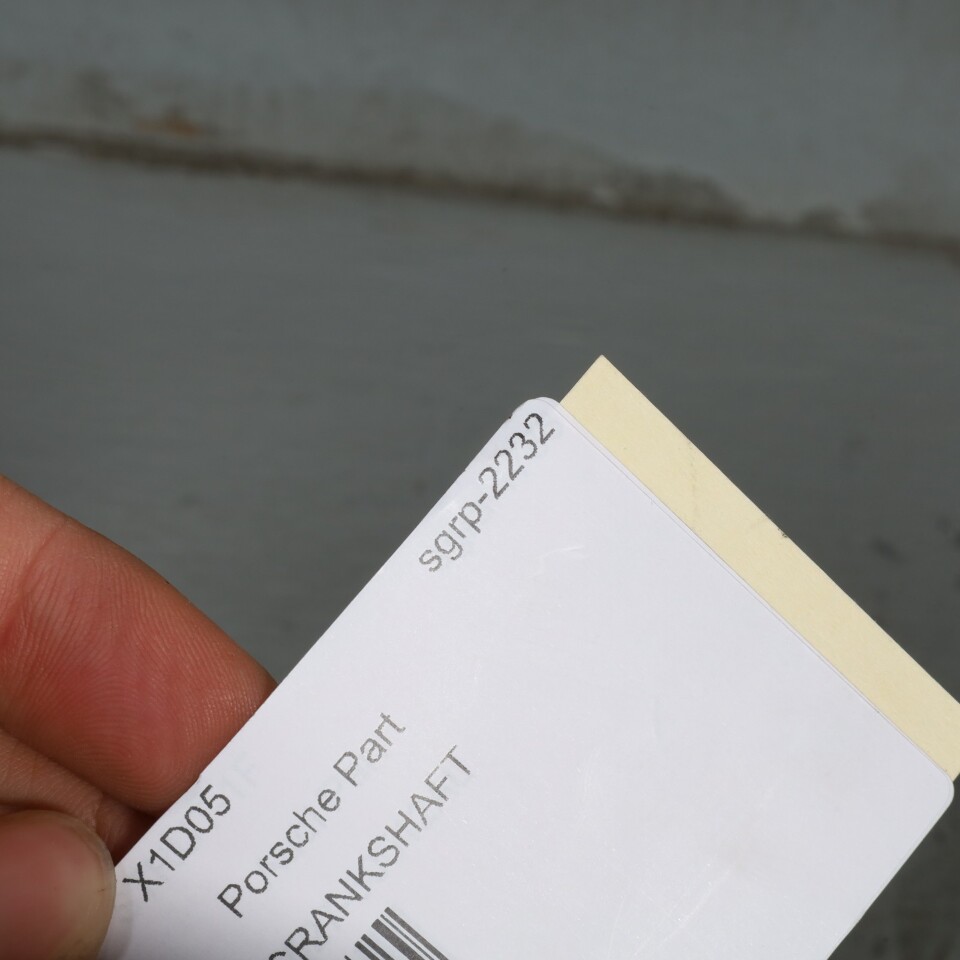 X1D05
sgrp-2232
Porsche Part
CRANKSHAFT